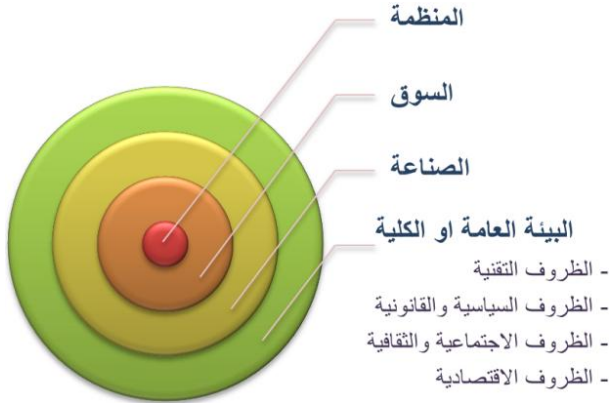 المنظمة
السوق
الصناعة
البيئة العامة او الكلية
- الظروف التقنية
- الظروف السياسية والقانونية
- الظروف الاجتماعية والثقافية
- الظروف الاقتصادية